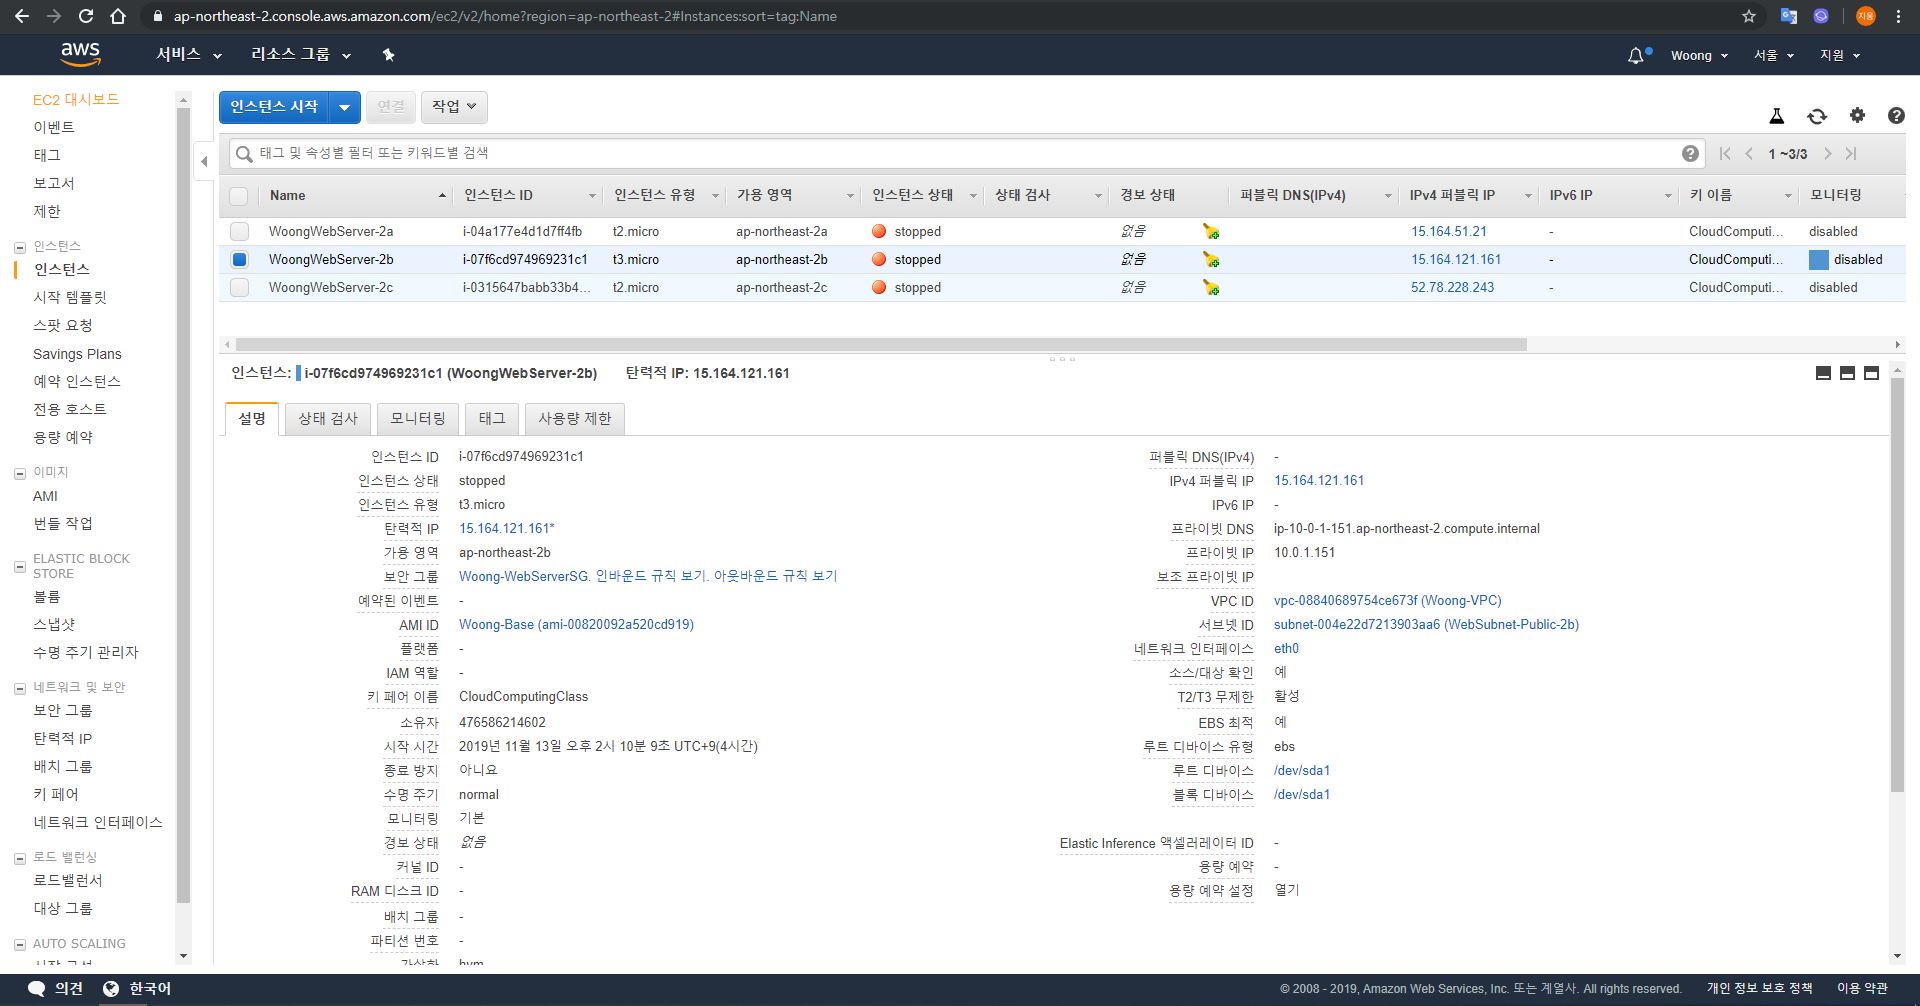 ap-northeast-2.console.aws.amazon.com/ec2/v2/home?region=ap-northeast-2#Instances:sort=tag:Name
지웅
aws 서비스 리소스 그룹 Woong 서울 지원
EC2 대시보드
이벤트
태그
보고서
제한
인스턴스
인스턴스
시작 템플릿
스팟 요청
Savings Plans
예약 인스턴스
전용 호스트
용량 예약
이미지
AMI
번들 작업
ELASTIC BLOCK
STORE
볼륨
스냅샷
수명 주기 관리자
네트워크 및 보안
보안 그룹
탄력적 IP
배치 그룹
키 페어
네트워크 인터페이스
로드 밸런싱
로드밸런서
대상 그룹
AUTO SCALING
인스턴스 시작 연결 작업
태그 및 속성별 필터 또는 키워드별 검색 1 ~3/3
Name 인스턴스 ID 인스턴스 유형 가용 영역 인스턴스 상태 상태 검사 경보 상태 퍼블릭 DNS(IPv4) IPv4 퍼블릭 IP IPv6 IP 키 이름 모니터링
WoongWebServer-2a i-04a177e4d1d7ff4fb t2.micro ap-northeast-2a stopped 없음 15.164.51.21 - CloudComputi... disabled
WoongWebServer-2b i-07f6cd974969231c1 t3.micro ap-northeast-2b stopped 없음 15.164.121.161 - CloudComputi... disabled
WoongWebServer-2c i-0315647babb33b4... t2.micro ap-northeast-2c stopped 없음 52.78.228.243 - CloudComputi... disabled
인스턴스: i-07f6cd974969231c1 (WoongWebServer-2b) 탄력적 IP: 15.164.121.161
설명 상태 검사 모니터링 태그 사용량 제한
인스턴스 ID i-07f6cd974969231c1
인스턴스 상태 stopped
인스턴스 유형 t3.micro
탄력적 IP 15.164.121.161*
가용 영역 ap-northeast-2b
보안 그룹 Woong-WebServerSG. 인바운드 규칙 보기. 아웃바운드 규칙 보기
예약된 이벤트 -
AMI ID Woong-Base (ami-00820092a520cd919)
플랫폼 -
IAM 역할 -
키 페어 이름 CloudComputingClass
소유자 476586214602
시작 시간 2019년 11월 13일 오후 2시 10분 9초 UTC+9(4시간)
종료 방지 아니요
수명 주기 normal
모니터링 기본
경보 상태 없음
커널 ID -
RAM 디스크 ID -
배치 그룹 -
파티션 번호 -
가상화 hvm
퍼블릭 DNS(IPv4) -
IPv4 퍼블릭 IP 15.164.121.161
IPv6 IP -
프라이빗 DNS ip-10-0-1-151.ap-northeast-2.compute.internal
프라이빗 IP 10.0.1.151
보조 프라이빗 IP
VPC ID vpc-08840689754ce673f (Woong-VPC)
서브넷 ID subnet-004e22d7213903aa6 (WebSubnet-Public-2b)
네트워크 인터페이스 eth0
소스/대상 확인 예
T2/T3 무제한 활성
EBS 최적 예
루트 디바이스 유형 ebs
루트 디바이스 /dev/sda1
블록 디바이스 /dev/sda1
Elastic Inference 액셀러레이터 ID -
용량 예약 -
용량 예약 설정 열기
의견 한국어 © 2008 - 2019, Amazon Web Services, Inc. 또는 계열사. All rights reserved. 개인 정보 보호 정책 이용 약관